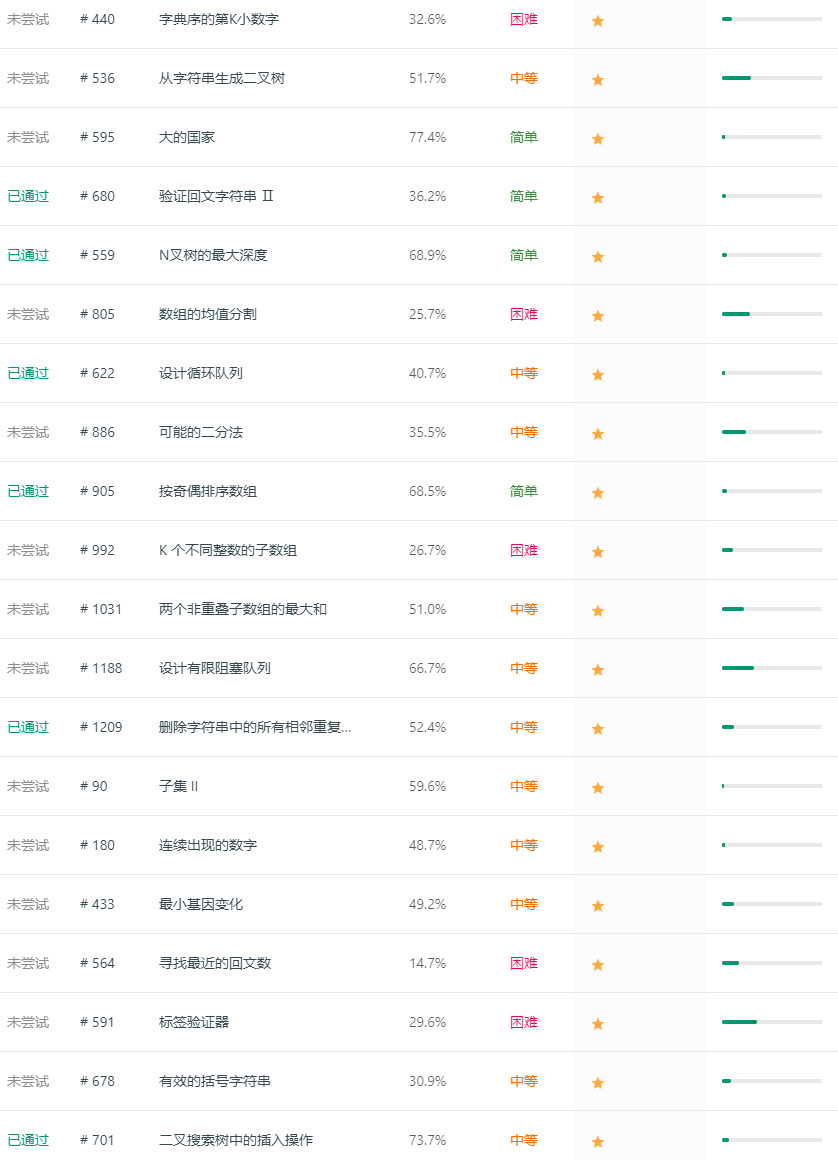 未尝试 # 440 字典序的第K小数字 32.6% 困难
未尝试 # 536 从字符串生成二叉树 51.7% 中等
未尝试 # 595 大的国家 77.4% 简单
已通过 # 680 验证回文字符串 Ⅱ 36.2% 简单
已通过 # 559 N叉树的最大深度 68.9% 简单
未尝试 # 805 数组的均值分割 25.7% 困难
已通过 # 622 设计循环队列 40.7% 中等
未尝试 # 886 可能的二分法 35.5% 中等
已通过 # 905 按奇偶排序数组 68.5% 简单
未尝试 # 992 K 个不同整数的子数组 26.7% 困难
未尝试 # 1031 两个非重叠子数组的最大和 51.0% 中等
未尝试 # 1188 设计有限阻塞队列 66.7% 中等
已通过 # 1209 删除字符串中的所有相邻重复... 52.4% 中等
未尝试 # 90 子集 II 59.6% 中等
未尝试 # 180 连续出现的数字 48.7% 中等
未尝试 # 433 最小基因变化 49.2% 中等
未尝试 # 564 寻找最近的回文数 14.7% 困难
未尝试 # 591 标签验证器 29.6% 困难
未尝试 # 678 有效的括号字符串 30.9% 中等
已通过 # 701 二叉搜索树中的插入操作 73.7% 中等